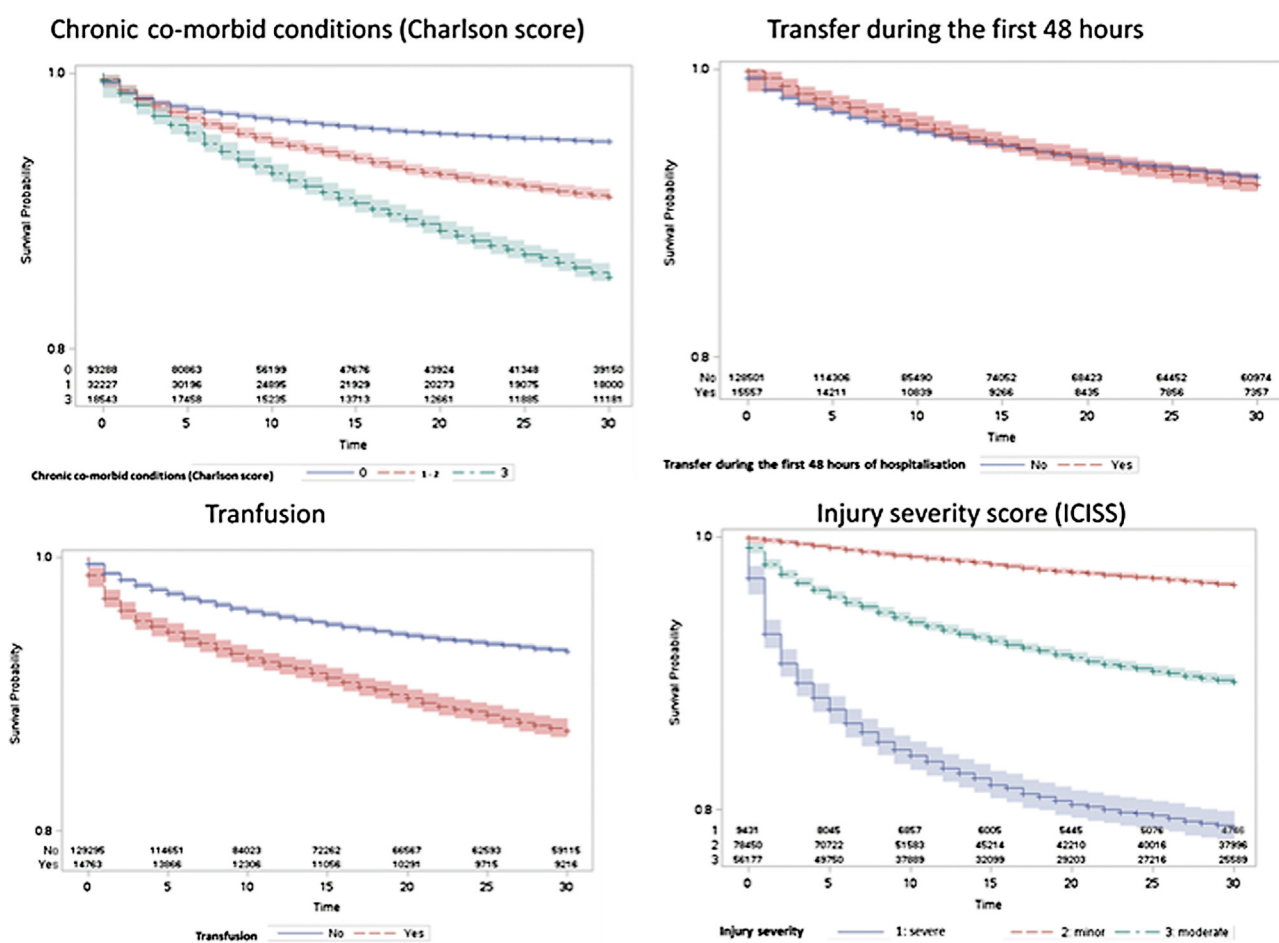 Chronic co-morbid conditions (Charlson score)
1.0
Survival Probability
0.8
0 93288 80863 56199 47676 43924 41348 39150
1 32227 30196 24895 21929 20273 19075 18000
3 18543 17458 15235 13713 12661 11885 11181
0 5 10 15 20 25 30
Time
Chronic co-morbid conditions (Charlson score) 0 1 - 2 3
Transfer during the first 48 hours
1.0
Survival Probability
0.8
No 128501 114306 85490 74052 68423 64452 60974
Yes 15557 14211 10839 9266 8435 7856 7357
0 5 10 15 20 25 30
Time
Transfer during the first 48 hours of hospitalisation No Yes
Tranfusion
1.0
Survival Probability
0.8
No 129295 114651 84023 72262 66567 62593 59115
Yes 14763 13866 12306 11056 10291 9715 9216
0 5 10 15 20 25 30
Time
Transfusion No Yes
Injury severity score (ICISS)
1.0
Survival Probability
0.8
1 9431 8045 6857 6005 5445 5076 4766
2 78450 70722 51583 45214 42210 40016 37996
3 56177 49750 37889 32099 29203 27216 25589
0 5 10 15 20 25 30
Time
Injury severity 1: severe 2: minor 3: moderate